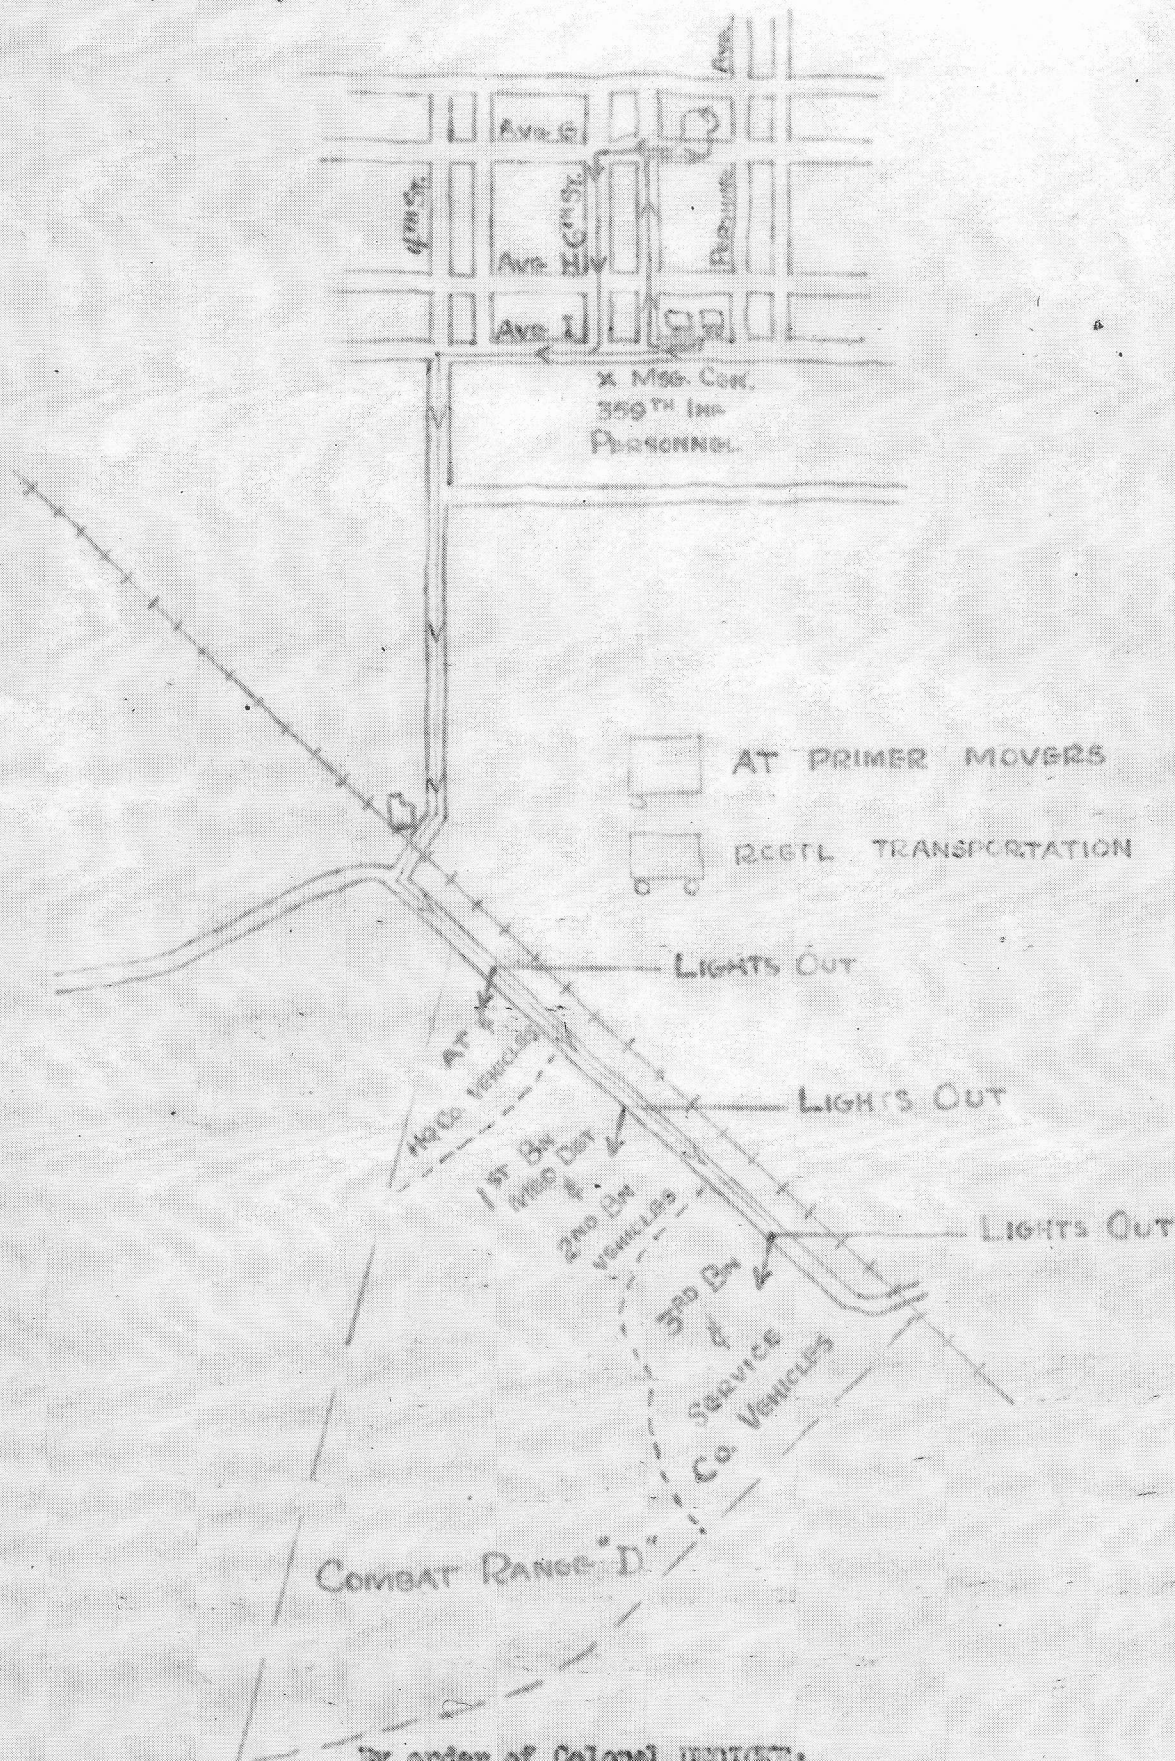 Ave.
Ave. G
4th St.
6th St.
Pershing
Ave H
Ave I
x Msg. Cen.
359th Inf
Personnel
AT PRIMER MOVERS
RCGTL TRANSPORTATION
Lights Out
AT &
HQ Co. Vehicles
Lights Out
1st Bn
Med Det
&
2nd Bn
Vehicles
Lights Out
3rd Bn
&
Service
Co. Vehicles
Combat Range "D"
By order of Colonel